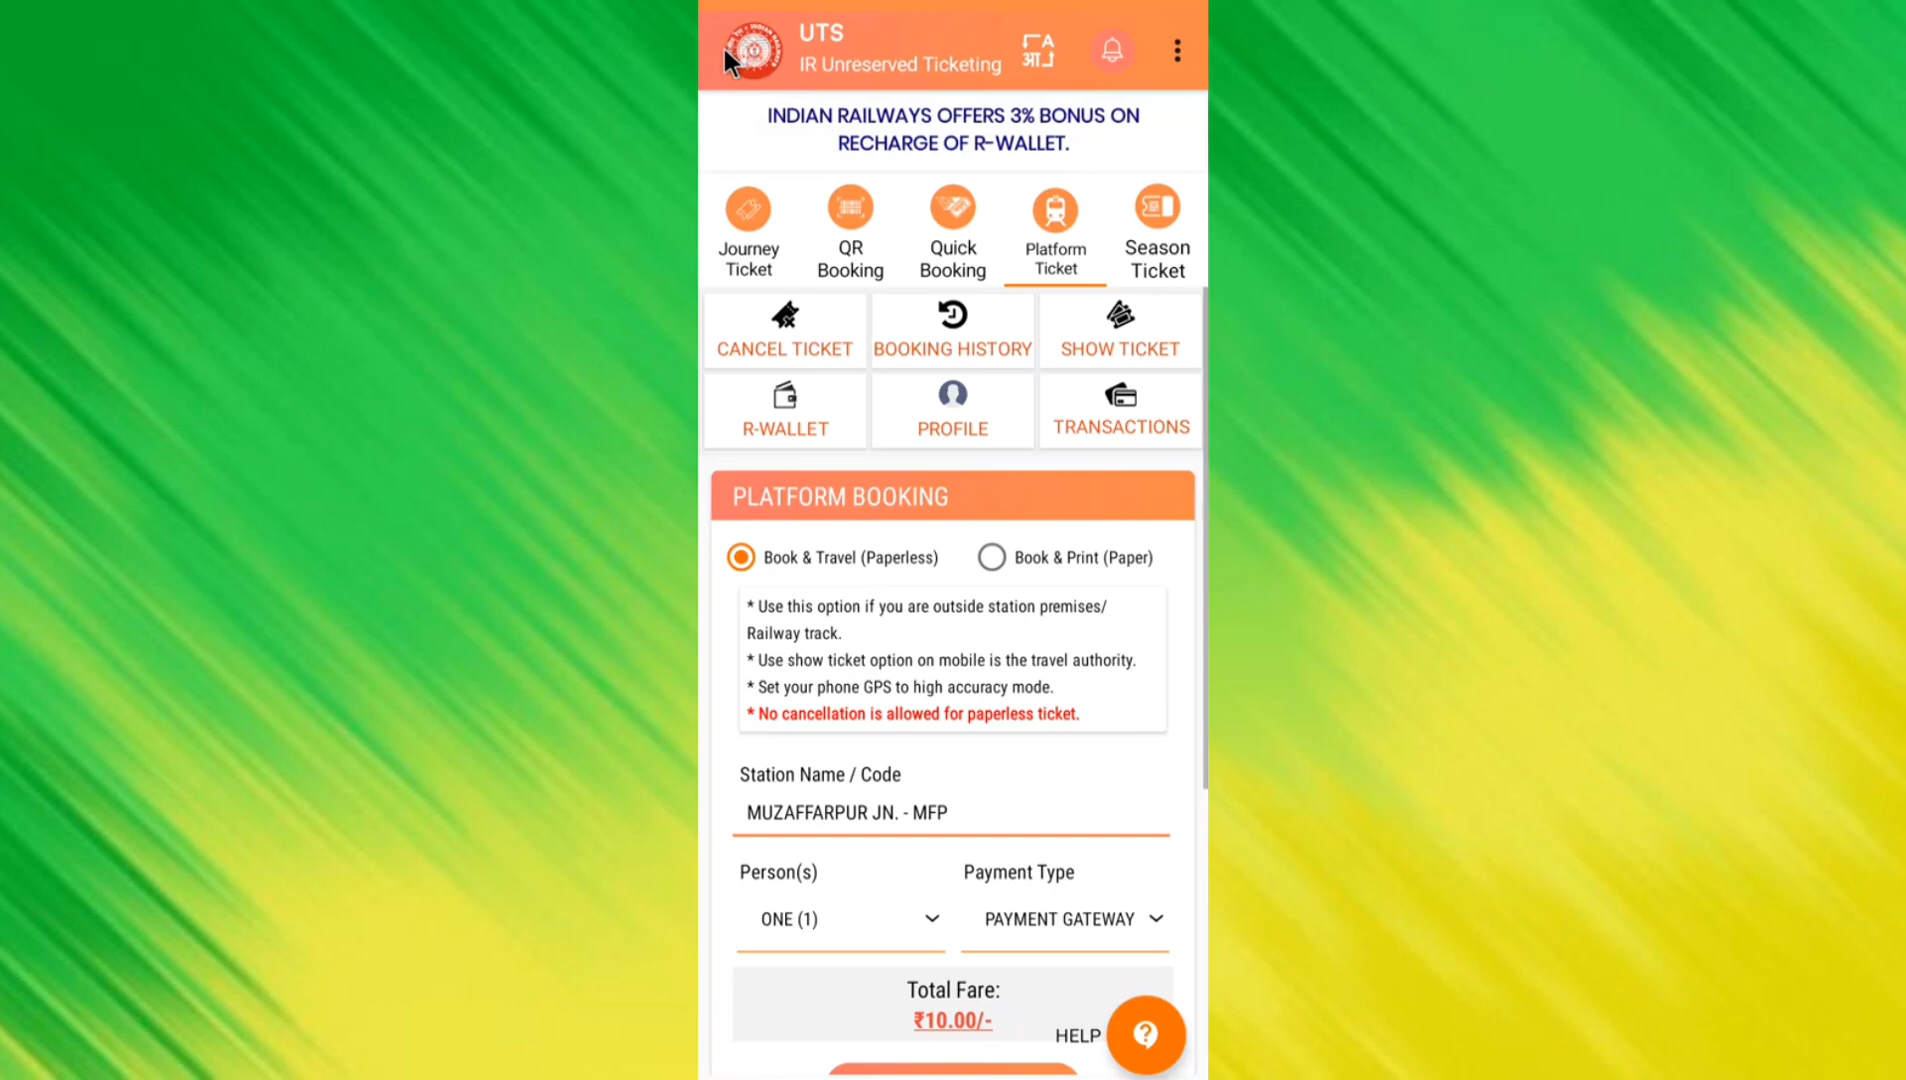 UTS
IR Unreserved Ticketing
A
आ
INDIAN RAILWAYS OFFERS 3% BONUS ON
RECHARGE OF R-WALLET.
Journey
Ticket
QR
Booking
Quick
Booking
Platform
Ticket
Season
Ticket
CANCEL TICKET
BOOKING HISTORY
SHOW TICKET
R-WALLET
PROFILE
TRANSACTIONS
PLATFORM BOOKING
Book & Travel (Paperless)
Book & Print (Paper)
* Use this option if you are outside station premises/
Railway track.
* Use show ticket option on mobile is the travel authority.
* Set your phone GPS to high accuracy mode.
* No cancellation is allowed for paperless ticket.
Station Name / Code
MUZAFFARPUR JN. - MFP
Person(s)
Payment Type
ONE (1)
PAYMENT GATEWAY
Total Fare:
₹10.00/-
HELP